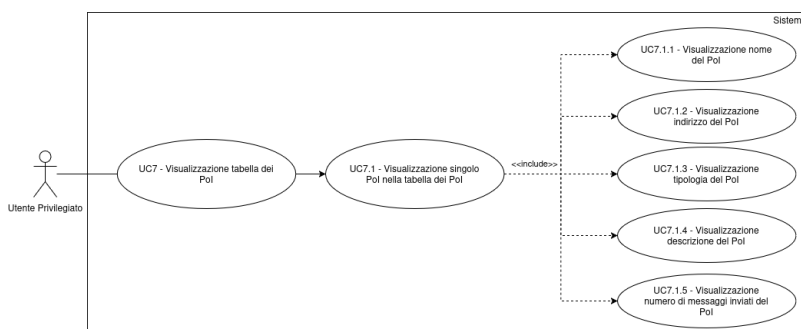 Sistema
UC7.1.1 - Visualizzazione nome
del PoI
UC7.1.2 - Visualizzazione
indirizzo del PoI
UC7 - Visualizzazione tabella dei
PoI
UC7.1 - Visualizzazione singolo
PoI nella tabella dei PoI
<<include>>
UC7.1.3 - Visualizzazione
tipologia del PoI
Utente Privilegiato
UC7.1.4 - Visualizzazione
descrizione del PoI
UC7.1.5 - Visualizzazione
numero di messaggi inviati del
PoI